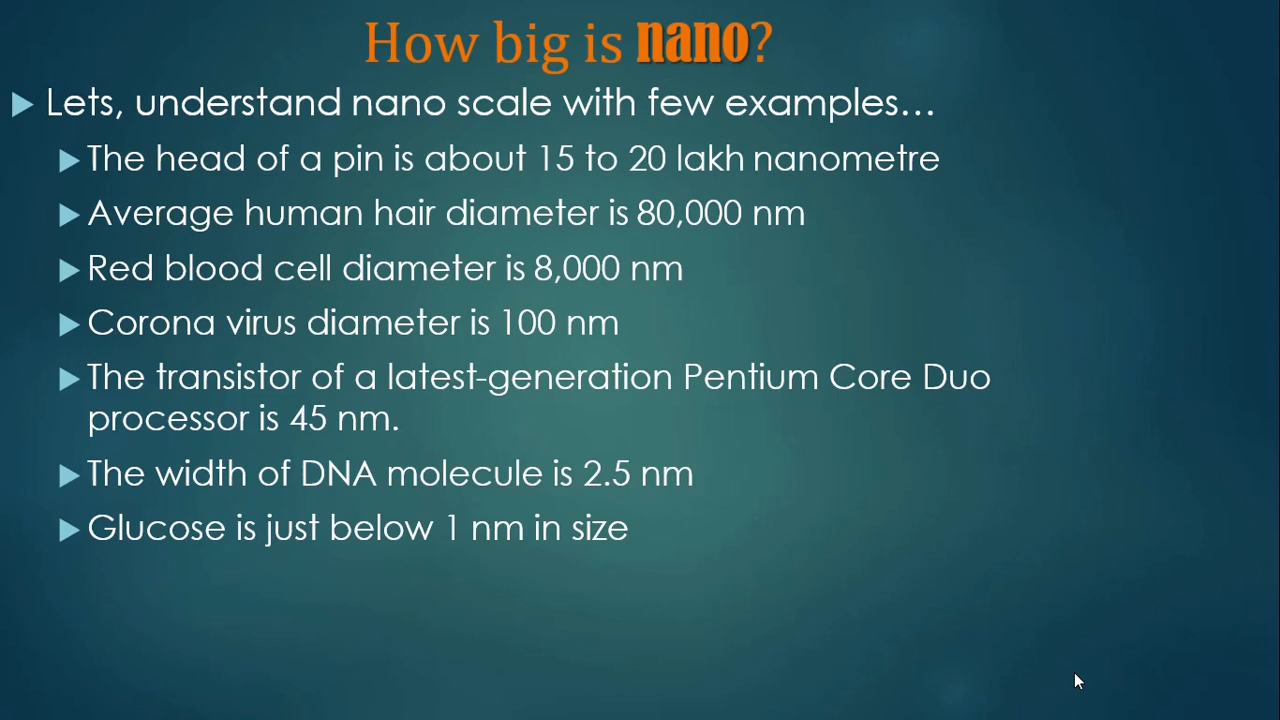 How big is nano?
Lets, understand nano scale with few examples…
The head of a pin is about 15 to 20 lakh nanometre
Average human hair diameter is 80,000 nm
Red blood cell diameter is 8,000 nm
Corona virus diameter is 100 nm
The transistor of a latest-generation Pentium Core Duo
processor is 45 nm.
The width of DNA molecule is 2.5 nm
Glucose is just below 1 nm in size